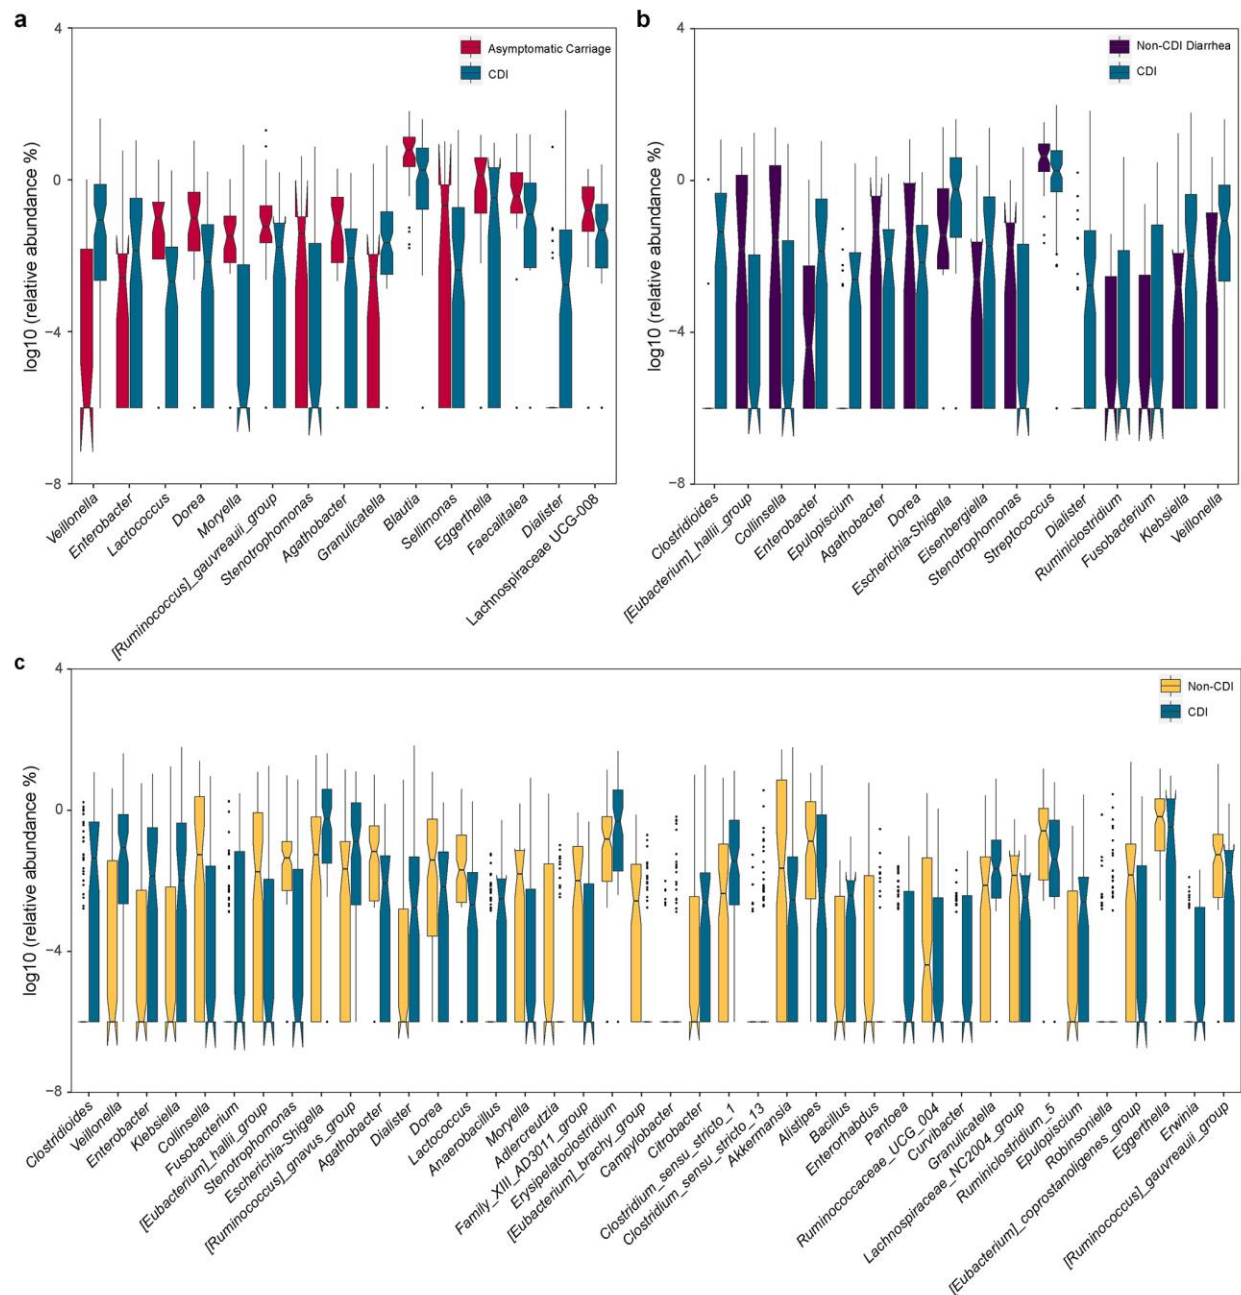 a
4
0
−4
−8
log10 (relative abundance %)
Asymptomatic Carriage
CDI
Veillonella
Enterobacter
Lactococcus
Dorea
Moryella
[Ruminococcus]_gauvreauii_group
Stenotrophomonas
Agathobacter
Granulicatella
Blautia
Sellimonas
Eggerthella
Faecalitalea
Dialister
Lachnospiraceae UCG-008
b
4
0
−4
−8
log10 (relative abundance %)
Non-CDI Diarrhea
CDI
Clostridioides
[Eubacterium]_hallii_group
Collinsella
Enterobacter
Epulopiscium
Agathobacter
Dorea
Escherichia-Shigella
Eisenbergiella
Stenotrophomonas
Streptococcus
Dialister
Ruminiclostridium
Fusobacterium
Klebsiella
Veillonella
c
4
0
−4
−8
log10 (relative abundance %)
Non-CDI
CDI
Clostridioides
Veillonella
Enterobacter
Klebsiella
Collinsella
Fusobacterium
[Eubacterium]_hallii_group
Stenotrophomonas
Escherichia-Shigella
[Ruminococcus]_gnavus_group
Agathobacter
Dialister
Dorea
Lactococcus
Anaerobacillus
Moryella
Adlercreutzia
Family_XIII_AD3011_group
Erysipelatoclostridium
[Eubacterium]_brachy_group
Campylobacter
Citrobacter
Clostridium_sensu_stricto_1
Clostridium_sensu_stricto_13
Akkermansia
Alistipes
Bacillus
Enterorhabdus
Pantoea
Ruminococcaceae_UCG_004
Curvibacter
Granulicatella
Lachnospiraceae_NC2004_group
Ruminiclostridium_5
Epulopiscium
Robinsoniella
[Eubacterium]_coprostanoligenes_group
Eggerthella
Erwinia
[Ruminococcus]_gauvreauii_group